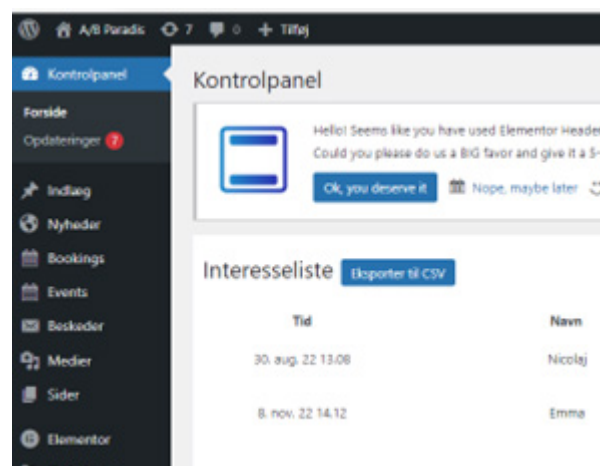 A/B Paradis 7 0 + Tilføj
Kontrolpanel
Forside
Opdateringer 7
Indlæg
Nyheder
Bookings
Events
Beskeder
Medier
Sider
Elementor
Kontrolpanel
Hello! Seems like you have used Elementor Header
Could you please do us a BIG favor and give it a 5-
Ok, you deserve it Nope, maybe later
Interesseliste Eksporter til CSV
Tid Navn
30. aug. 22 13.08 Nicolaj
8. nov. 22 14.12 Emma